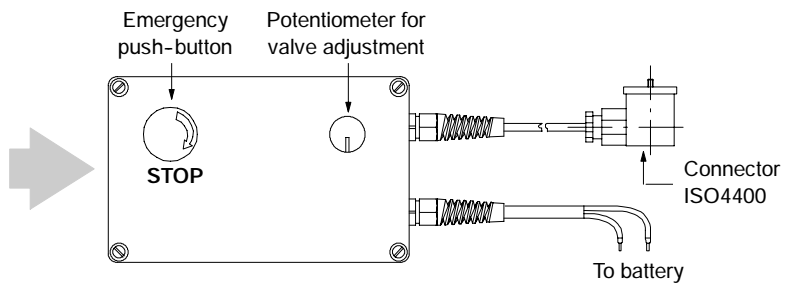 Emergency
push-button
Potentiometer for
valve adjustment
STOP
Connector
ISO4400
To battery